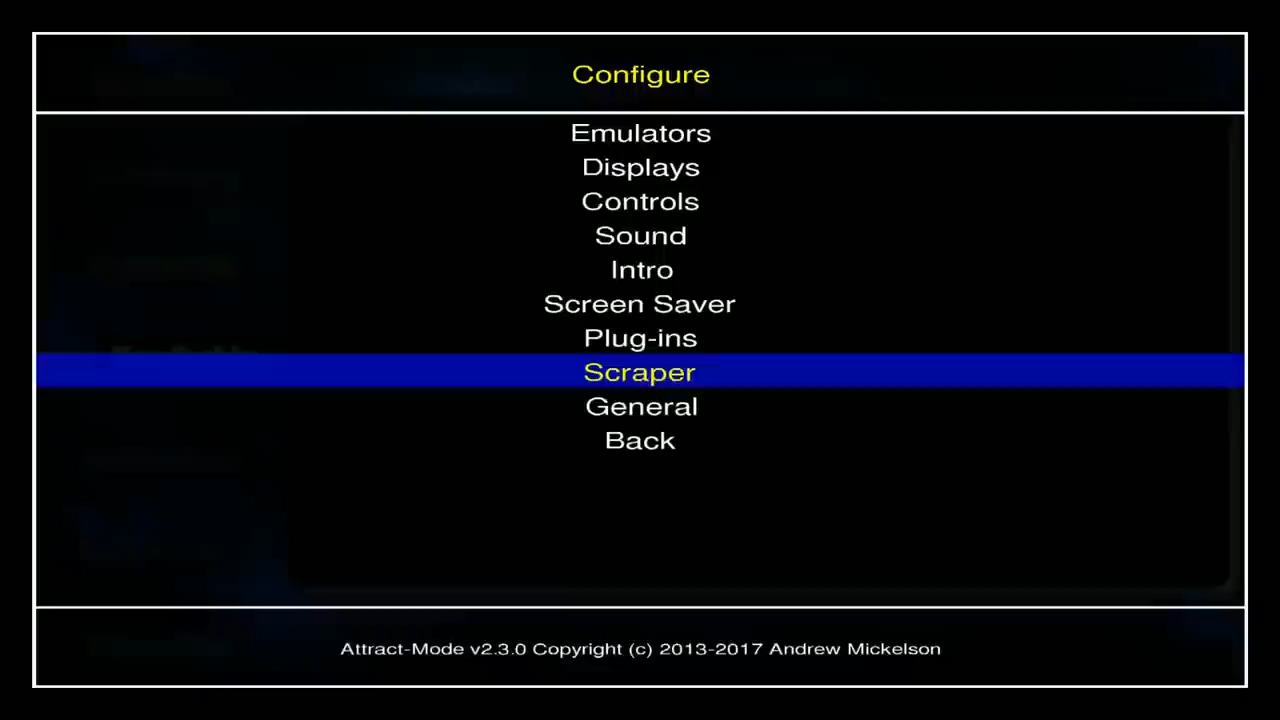 Configure
Emulators
Displays
Controls
Sound
Intro
Screen Saver
Plug-ins
Scraper
General
Back
Attract-Mode v2.3.0 Copyright (c) 2013-2017 Andrew Mickelson